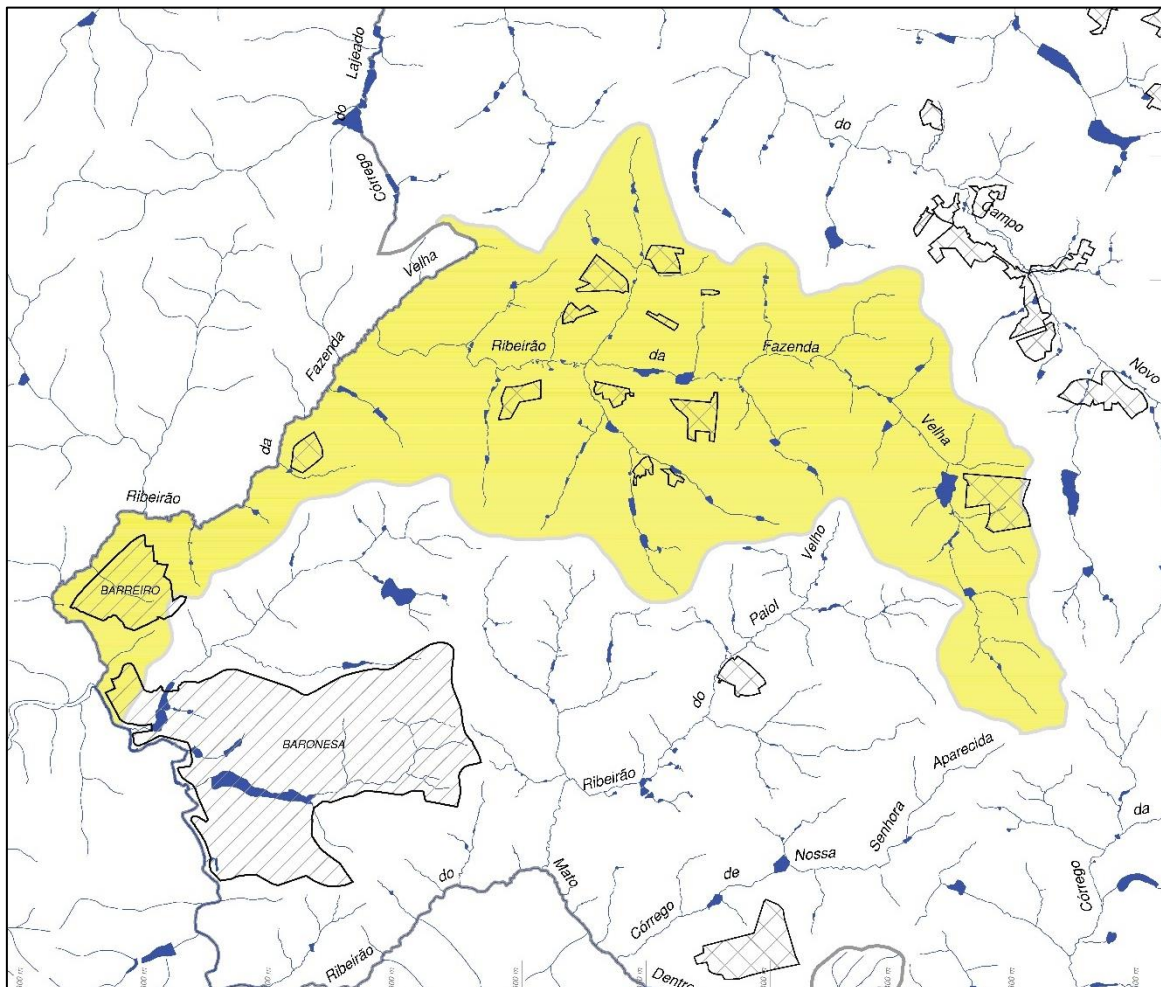 Córrego do Lajeado
do Campo Novo
Ribeirão da Fazenda Velha
Ribeirão da Fazenda Velha
BARREIRO
BARONESA
Ribeirão do Paiol Velho
Córrego de Nossa Senhora Aparecida
Córrego da
Ribeirão do Mato Dentro